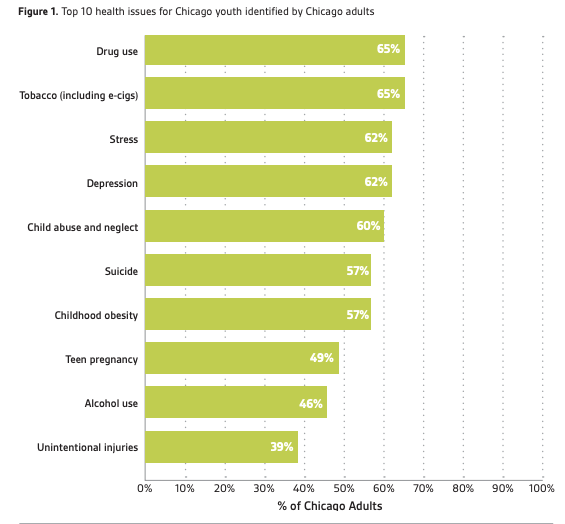 Figure 1. Top 10 health issues for Chicago youth identified by Chicago adults
Drug use 65%
Tobacco (including e-cigs) 65%
Stress 62%
Depression 62%
Child abuse and neglect 60%
Suicide 57%
Childhood obesity 57%
Teen pregnancy 49%
Alcohol use 46%
Unintentional injuries 39%
0% 10% 20% 30% 40% 50% 60% 70% 80% 90% 100%
% of Chicago Adults